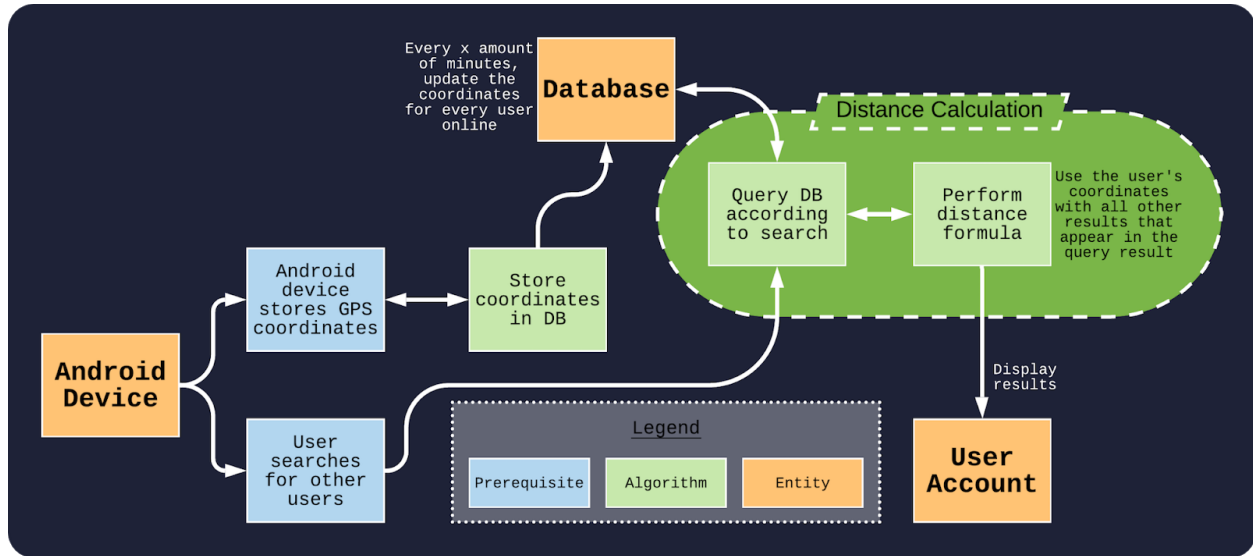 Every x amount
of minutes,
update the
coordinates
for every user
online
Database
Distance Calculation
Query DB
according
to search
Perform
distance
formula
Use the user's
coordinates
with all other
results that
appear in the
query result
Android
device
stores GPS
coordinates
Store
coordinates
in DB
Android
Device
User
searches
for other
users
Display
results
User
Account
Legend
Prerequisite
Algorithm
Entity